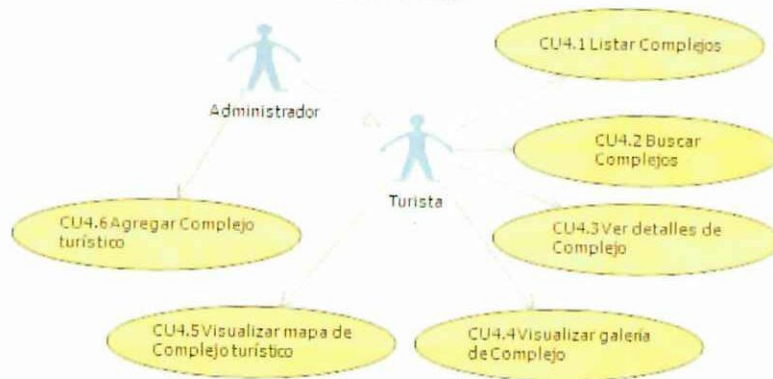 CU4.1 Listar Complejos
Administrador
CU4.2 Buscar
Complejos
Turista
CU4.6 Agregar Complejo
turístico
CU4.3 Ver detalles de
Complejo
CU4.5 Visualizar mapa de
Complejo turístico
CU4.4 Visualizar galería
de Complejo